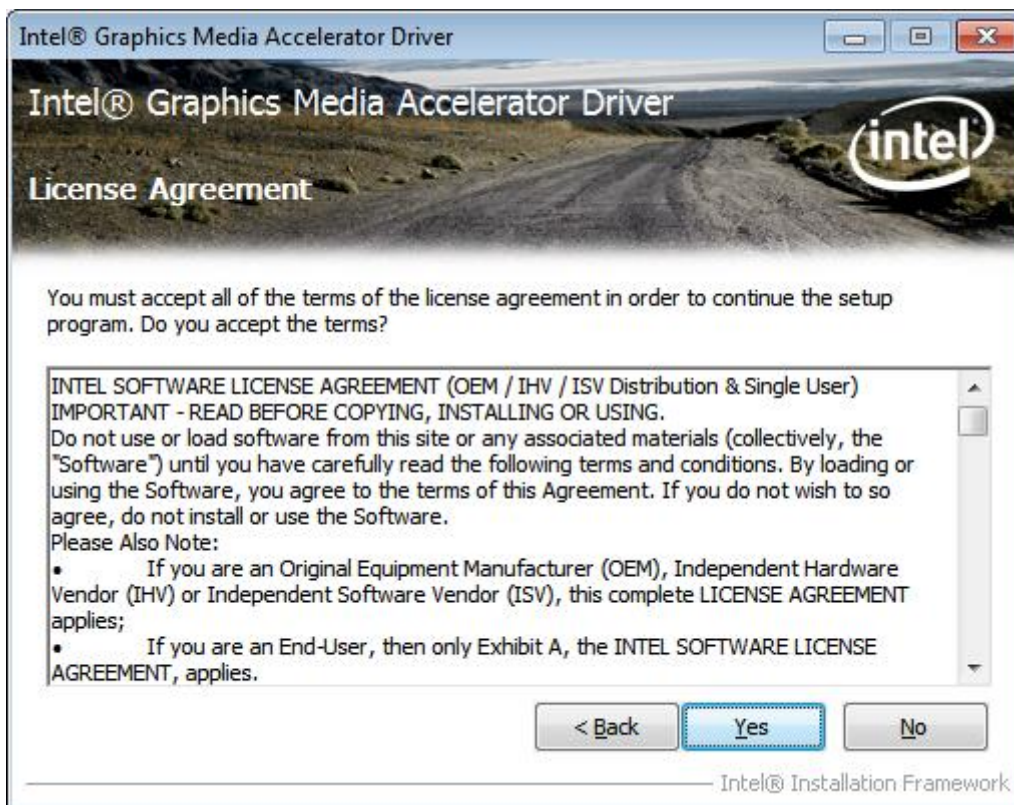 Intel® Graphics Media Accelerator Driver
Intel® Graphics Media Accelerator Driver
intel
License Agreement
You must accept all of the terms of the license agreement in order to continue the setup
program. Do you accept the terms?
INTEL SOFTWARE LICENSE AGREEMENT (OEM / IHV / ISV Distribution & Single User)
IMPORTANT - READ BEFORE COPYING, INSTALLING OR USING.
Do not use or load software from this site or any associated materials (collectively, the
"Software") until you have carefully read the following terms and conditions. By loading or
using the Software, you agree to the terms of this Agreement. If you do not wish to so
agree, do not install or use the Software.
Please Also Note:
• If you are an Original Equipment Manufacturer (OEM), Independent Hardware
Vendor (IHV) or Independent Software Vendor (ISV), this complete LICENSE AGREEMENT
applies;
• If you are an End-User, then only Exhibit A, the INTEL SOFTWARE LICENSE
AGREEMENT, applies.
< Back Yes No
Intel® Installation Framework